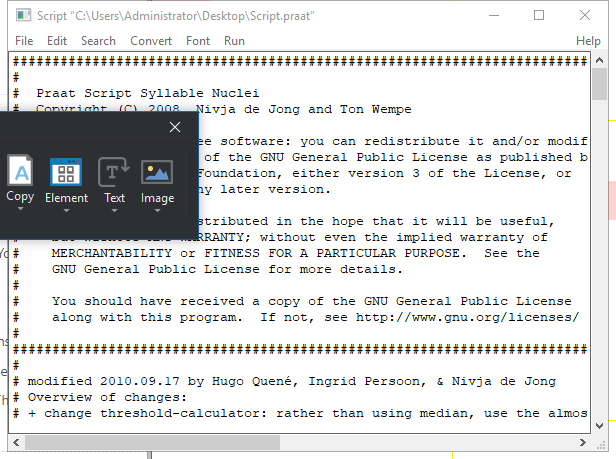 Script "C:\Users\Administrator\Desktop\Script.praat"
File Edit Search Convert Font Run Help
##########################################################################
#
# Praat Script Syllable Nuclei
# Copyright (C) 2008 Nivja de Jong and Ton Wempe
#
ee software: you can redistribute it and/or modif
of the GNU General Public License as published b
Foundation, either version 3 of the License, or
ny later version.
stributed in the hope that it will be useful,
WARRANTY; without even the implied warranty of
# MERCHANTABILITY or FITNESS FOR A PARTICULAR PURPOSE. See the
# GNU General Public License for more details.
#
# You should have received a copy of the GNU General Public License
# along with this program. If not, see http://www.gnu.org/licenses/
#
##########################################################################
#
# modified 2010.09.17 by Hugo Quené, Ingrid Persoon, & Nivja de Jong
# Overview of changes:
# + change threshold-calculator: rather than using median, use the almos
Copy Element Text Image